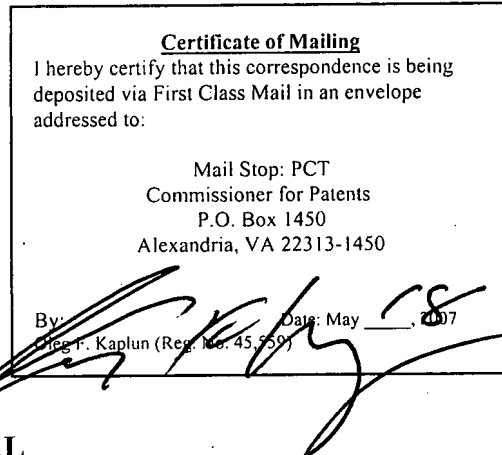 Certificate of Mailing
I hereby certify that this correspondence is being
deposited via First Class Mail in an envelope
addressed to:
Mail Stop: PCT
Commissioner for Patents
P.O. Box 1450
Alexandria, VA 22313-1450
By: Date: May 18, 2007
Oleg F. Kaplun (Reg. No. 45,559)